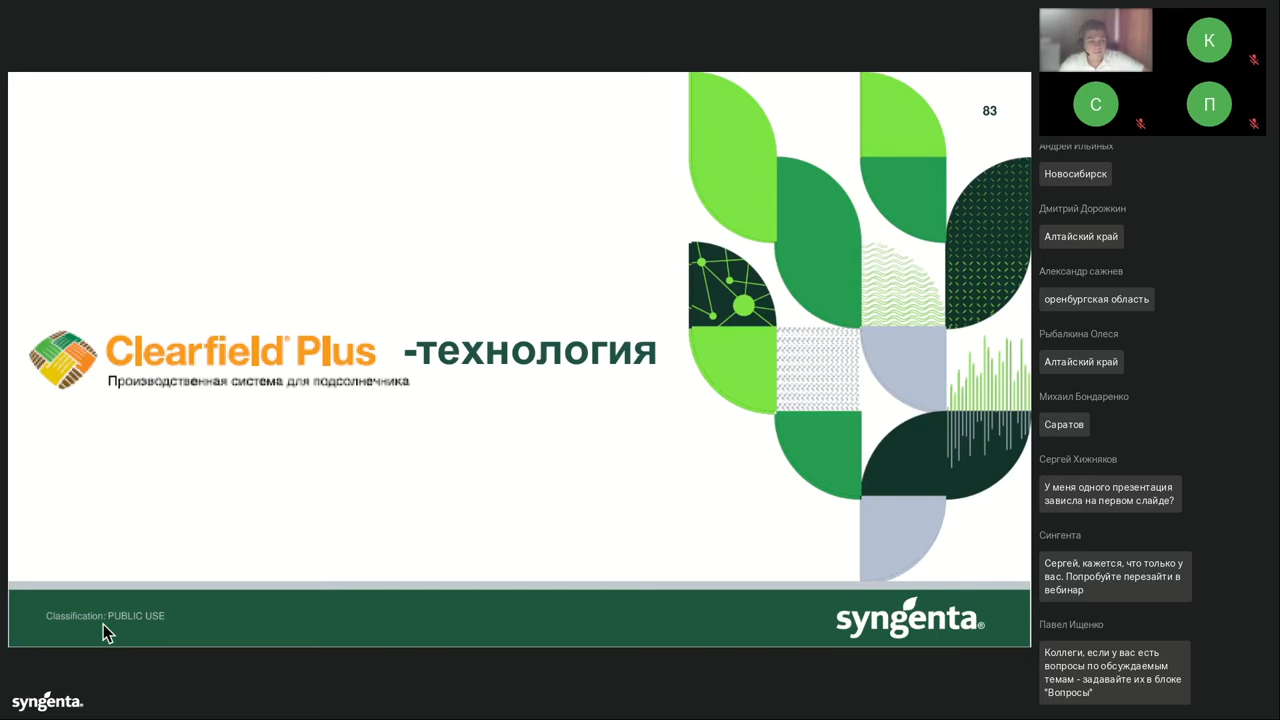 83
Clearfield® Plus -технология
Производственная система для подсолнечника
Classification: PUBLIC USE
syngenta®
syngenta.
К
С
П
Андрей Ильиных
Новосибирск
Дмитрий Дорожкин
Алтайский край
Александр сажнев
оренбургская область
Рыбалкина Олеся
Алтайский край
Михаил Бондаренко
Саратов
Сергей Хижняков
У меня одного презентация
зависла на первом слайде?
Сингента
Сергей, кажется, что только у
вас. Попробуйте перезайти в
вебинар
Павел Ищенко
Коллеги, если у вас есть
вопросы по обсуждаемым
темам - задавайте их в блоке
"Вопросы"